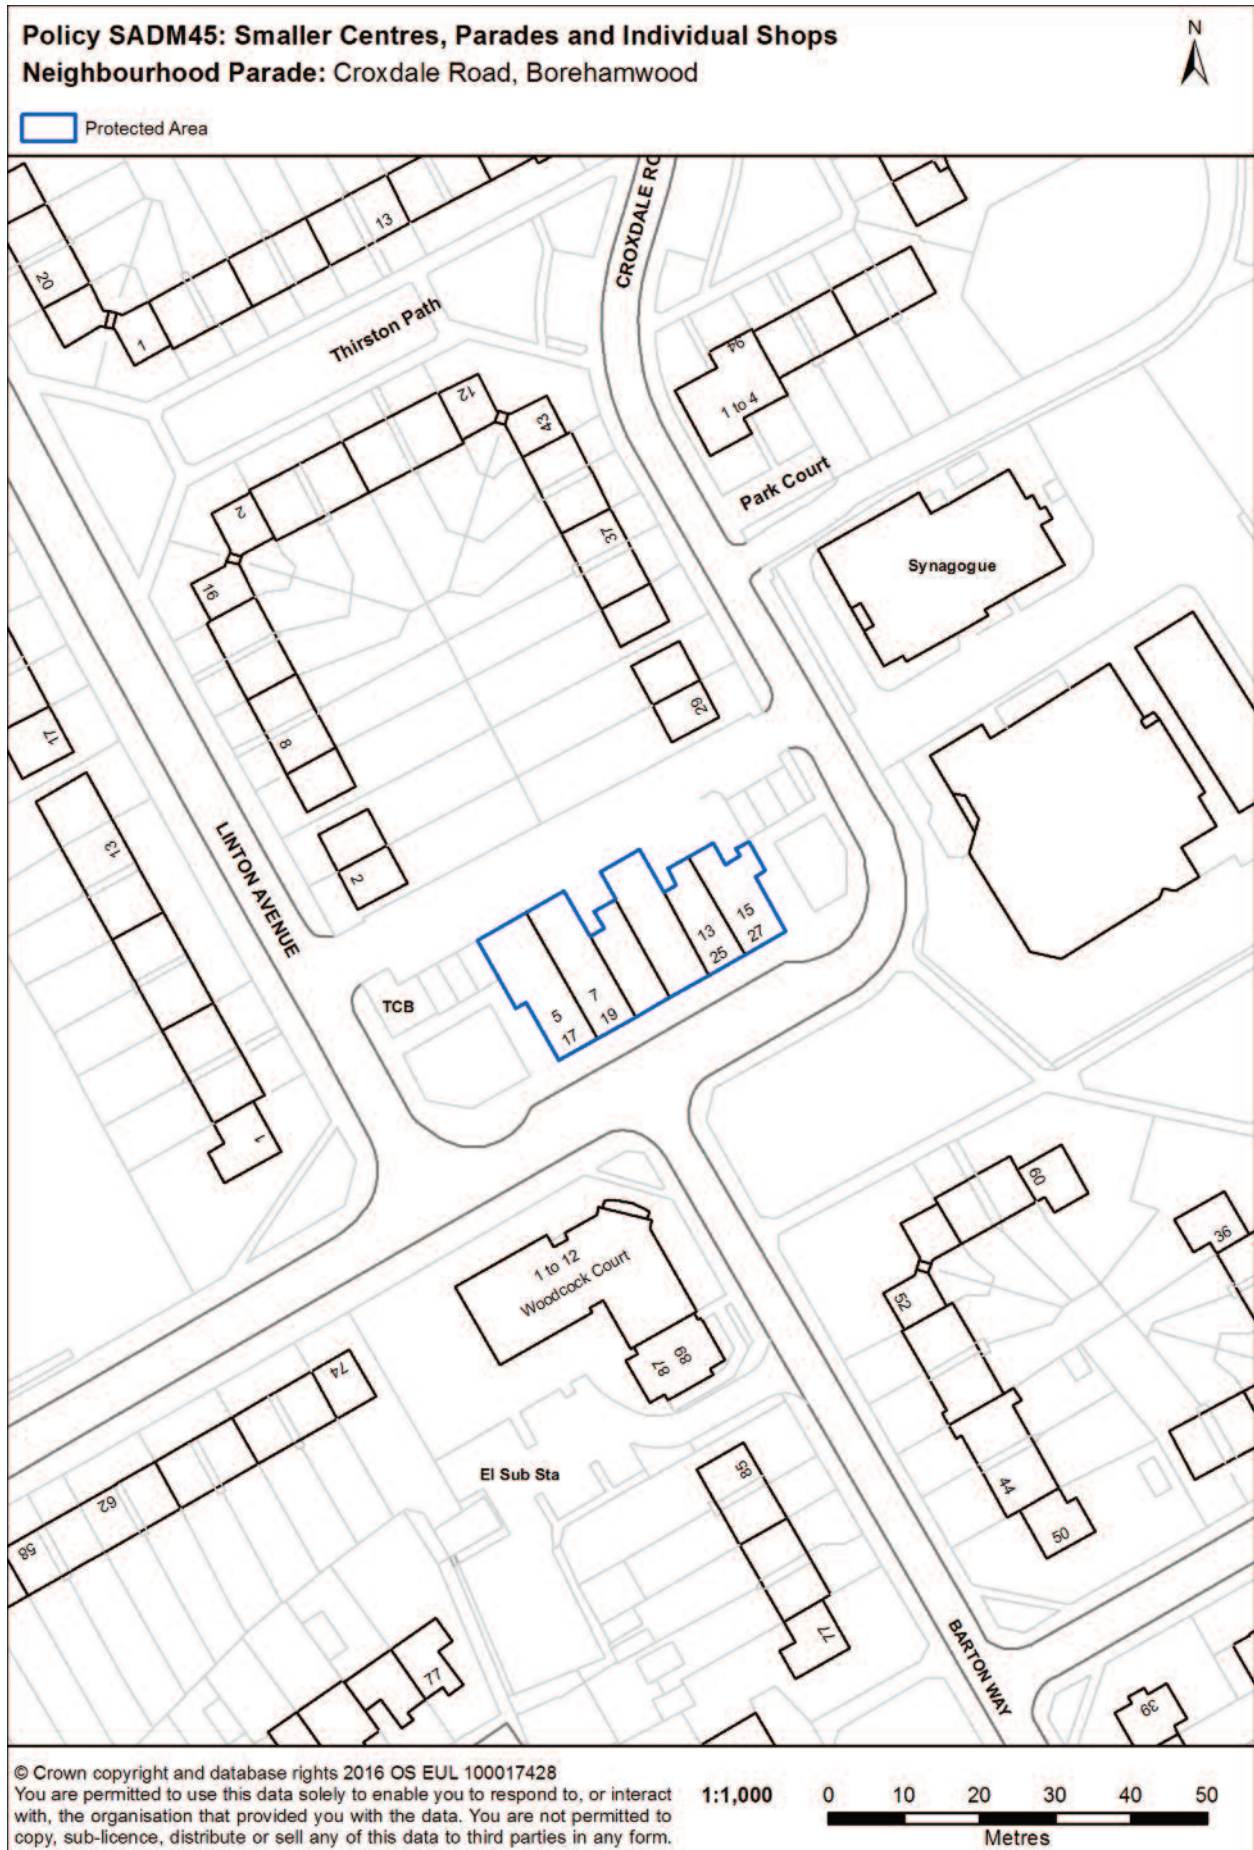 Policy SADM45: Smaller Centres, Parades and Individual Shops
Neighbourhood Parade: Croxdale Road, Borehamwood
N
Protected Area
CROXDALE RO
13
20
1
Thirston Path
94
1 to 4
12
43
Park Court
2
37
Synagogue
16
29
17
8
13
LINTON AVENUE
2
15
27
13
25
TCB
7
19
5
17
1
60
36
1 to 12
Woodcock Court
52
89
87
74
El Sub Sta
85
44
50
62
58
77
77
BARTON WAY
39
© Crown copyright and database rights 2016 OS EUL 100017428
You are permitted to use this data solely to enable you to respond to, or interact
with, the organisation that provided you with the data. You are not permitted to
copy, sub-licence, distribute or sell any of this data to third parties in any form.
1:1,000
0 10 20 30 40 50
Metres